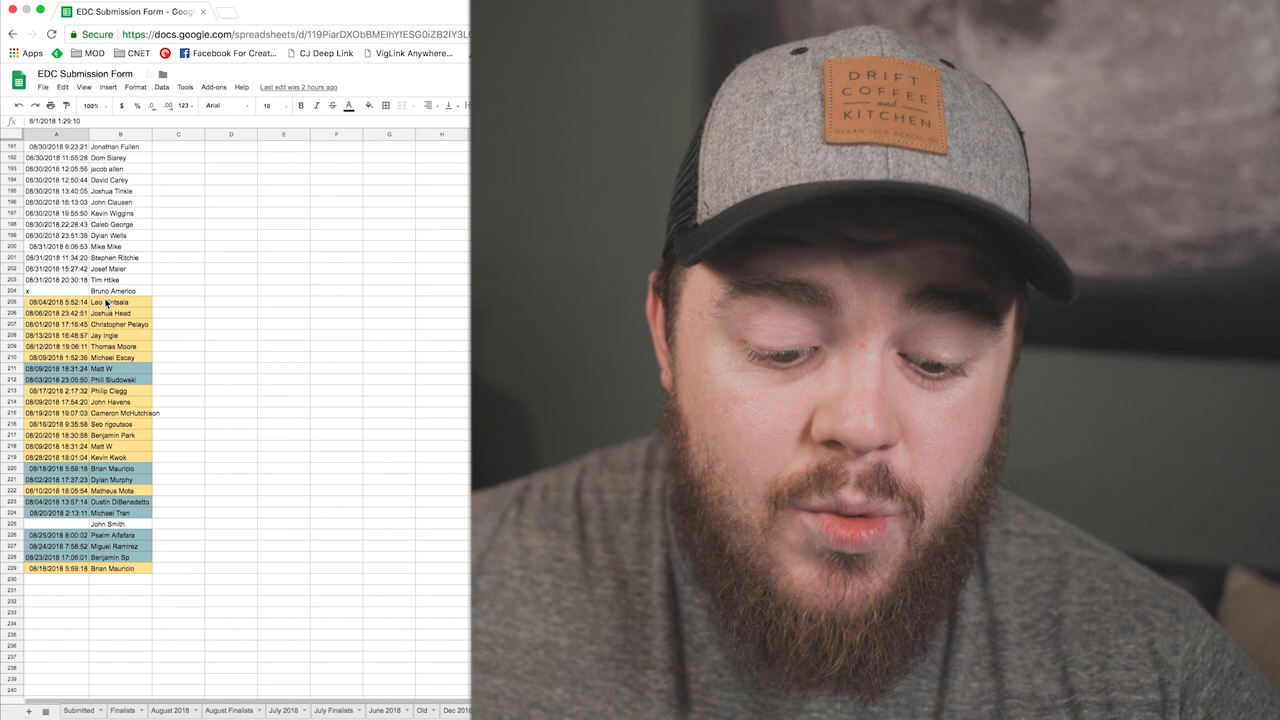 EDC Submission Form - Goog
Secure https://docs.google.com/spreadsheets/d/119PiarDXObBMEIhYfESG0iZB2IY3L
Apps MOD CNET Facebook For Creat... CJ Deep Link VigLink Anywhere...
EDC Submission Form
File Edit View Insert Format Data Tools Add-ons Help Last edit was 2 hours ago
100% $ % .0 .00 123 Arial 10 B I S A
fx 8/1/2018 1:29:10
A B C D E F G H
191 08/30/2018 9:23:21 Jonathan Fullen
192 08/30/2018 11:55:28 Dom Siarey
193 08/30/2018 12:05:56 jacob allen
194 08/30/2018 12:50:44 David Carey
195 08/30/2018 13:40:05 Joshua Tinkle
196 08/30/2018 16:13:03 John Clausen
197 08/30/2018 19:55:50 Kevin Wiggins
198 08/30/2018 22:28:43 Caleb George
199 08/30/2018 23:51:38 Dylan Wells
200 08/31/2018 6:06:53 Mike Mike
201 08/31/2018 11:34:20 Stephen Ritchie
202 08/31/2018 15:27:42 Josef Maier
203 08/31/2018 20:30:18 Tim Htike
204 x Bruno Americo
205 08/04/2018 5:52:14 Leo
206 08/06/2018 23:42:51 Joshua Head
207 08/01/2018 17:16:45 Christopher Pelayo
208 08/13/2018 16:48:57 Jay Ingle
209 08/12/2018 19:06:11 Thomas Moore
210 08/09/2018 1:52:36 Michael Escay
211 08/09/2018 18:31:24 Matt W
212 08/03/2018 23:05:50 Phill Sludowski
213 08/17/2018 2:17:32 Philip Clegg
214 08/09/2018 17:54:20 John Havens
215 08/19/2018 19:07:03 Cameron McHutchison
216 08/16/2018 9:35:58 Seb rigoutsos
217 08/20/2018 18:30:58 Benjamin Park
218 08/09/2018 18:31:24 Matt W
219 08/28/2018 18:01:04 Kevin Kwok
220 08/18/2018 5:59:18 Brian Mauricio
221 08/02/2018 17:37:23 Dylan Murphy
222 08/10/2018 18:05:54 Matheus Mota
223 08/04/2018 13:57:14 Dustin DiBenedetto
224 08/20/2018 2:13:11 Michael Tran
225 John Smith
226 08/25/2018 8:00:02 Psalm Alfafara
227 08/24/2018 7:58:52 Miguel Ramirez
228 08/23/2018 17:06:01 Benjamin Sp
229 08/18/2018 5:59:18 Brian Mauricio
230
231
232
233
234
235
236
237
238
239
240
Submitted Finalists August 2018 August Finalists July 2018 July Finalists June 2018 Old Dec 2016
DRIFT
COFFEE
and
KITCHEN
OCEAN ISLE BEACH, NC